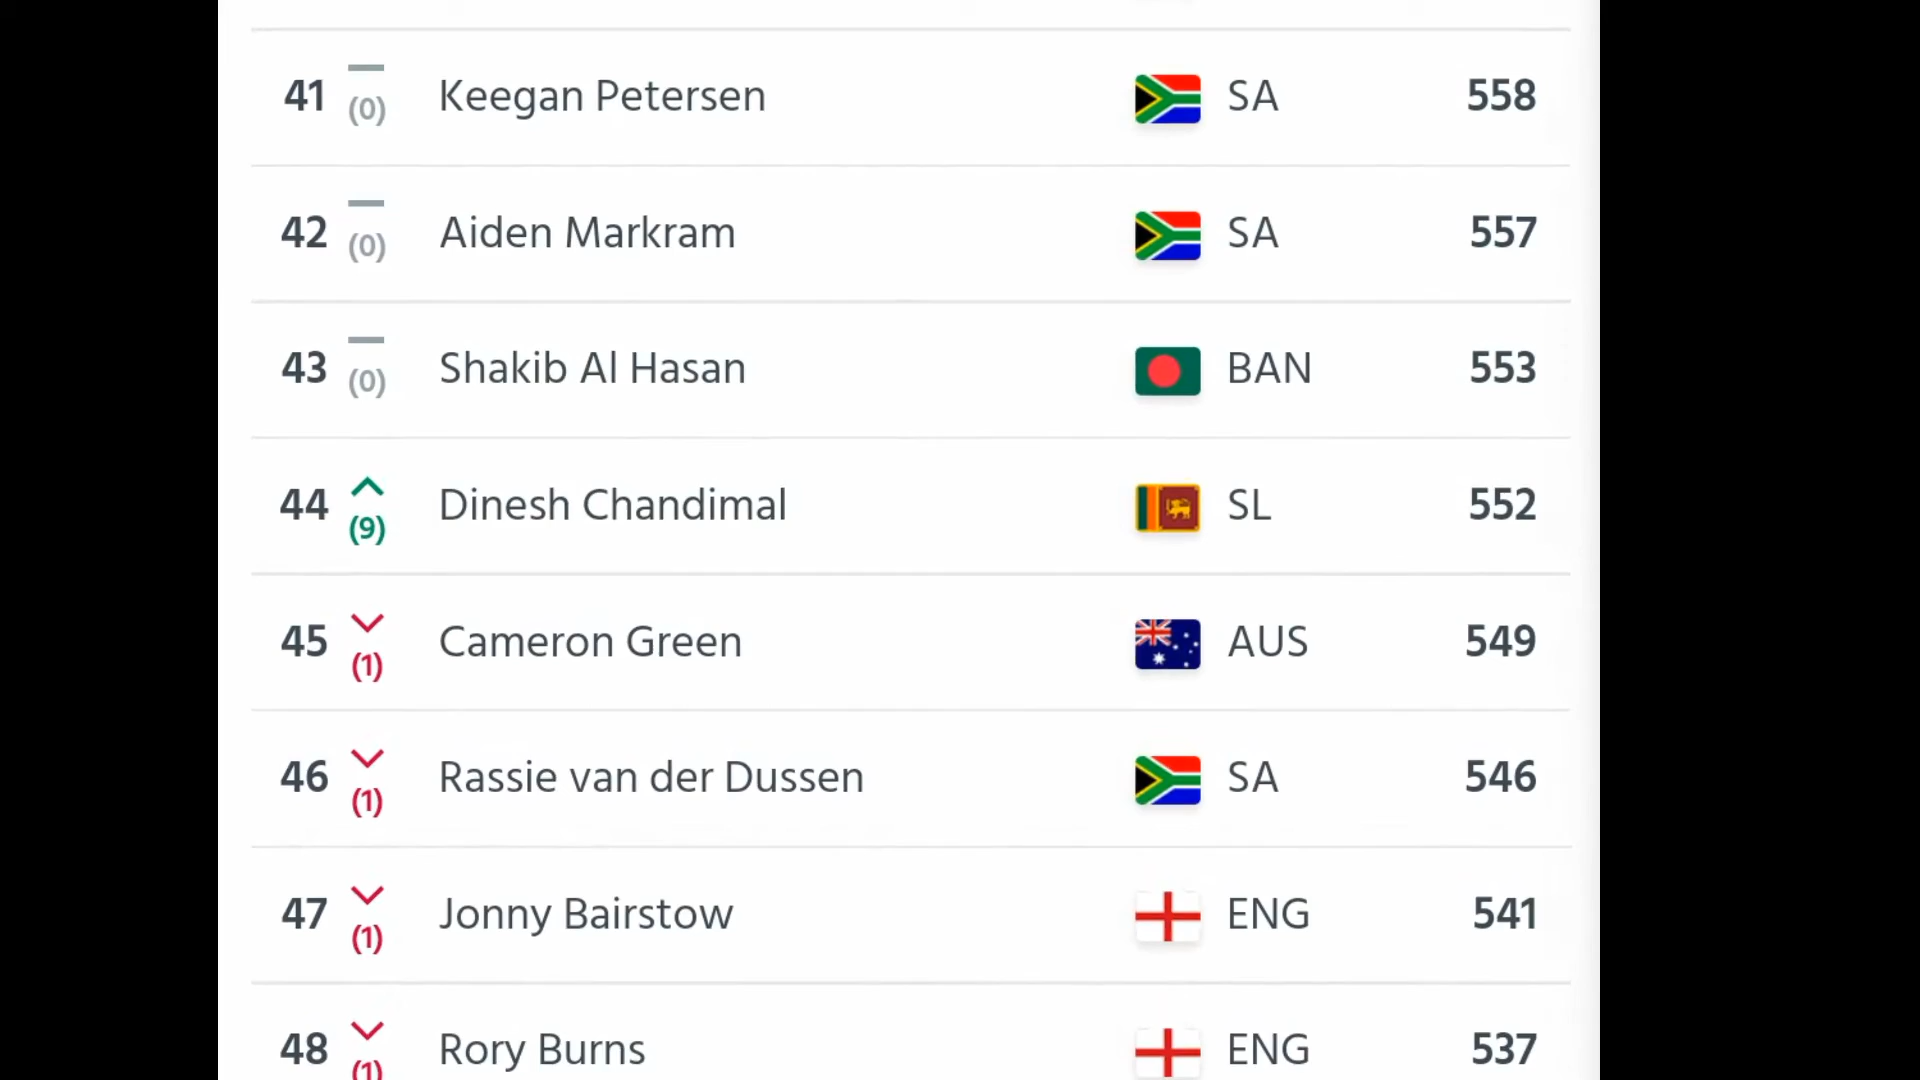 41 (0) Keegan Petersen SA 558
42 (0) Aiden Markram SA 557
43 (0) Shakib Al Hasan BAN 553
44 (9) Dinesh Chandimal SL 552
45 (1) Cameron Green AUS 549
46 (1) Rassie van der Dussen SA 546
47 (1) Jonny Bairstow ENG 541
48 (1) Rory Burns ENG 537